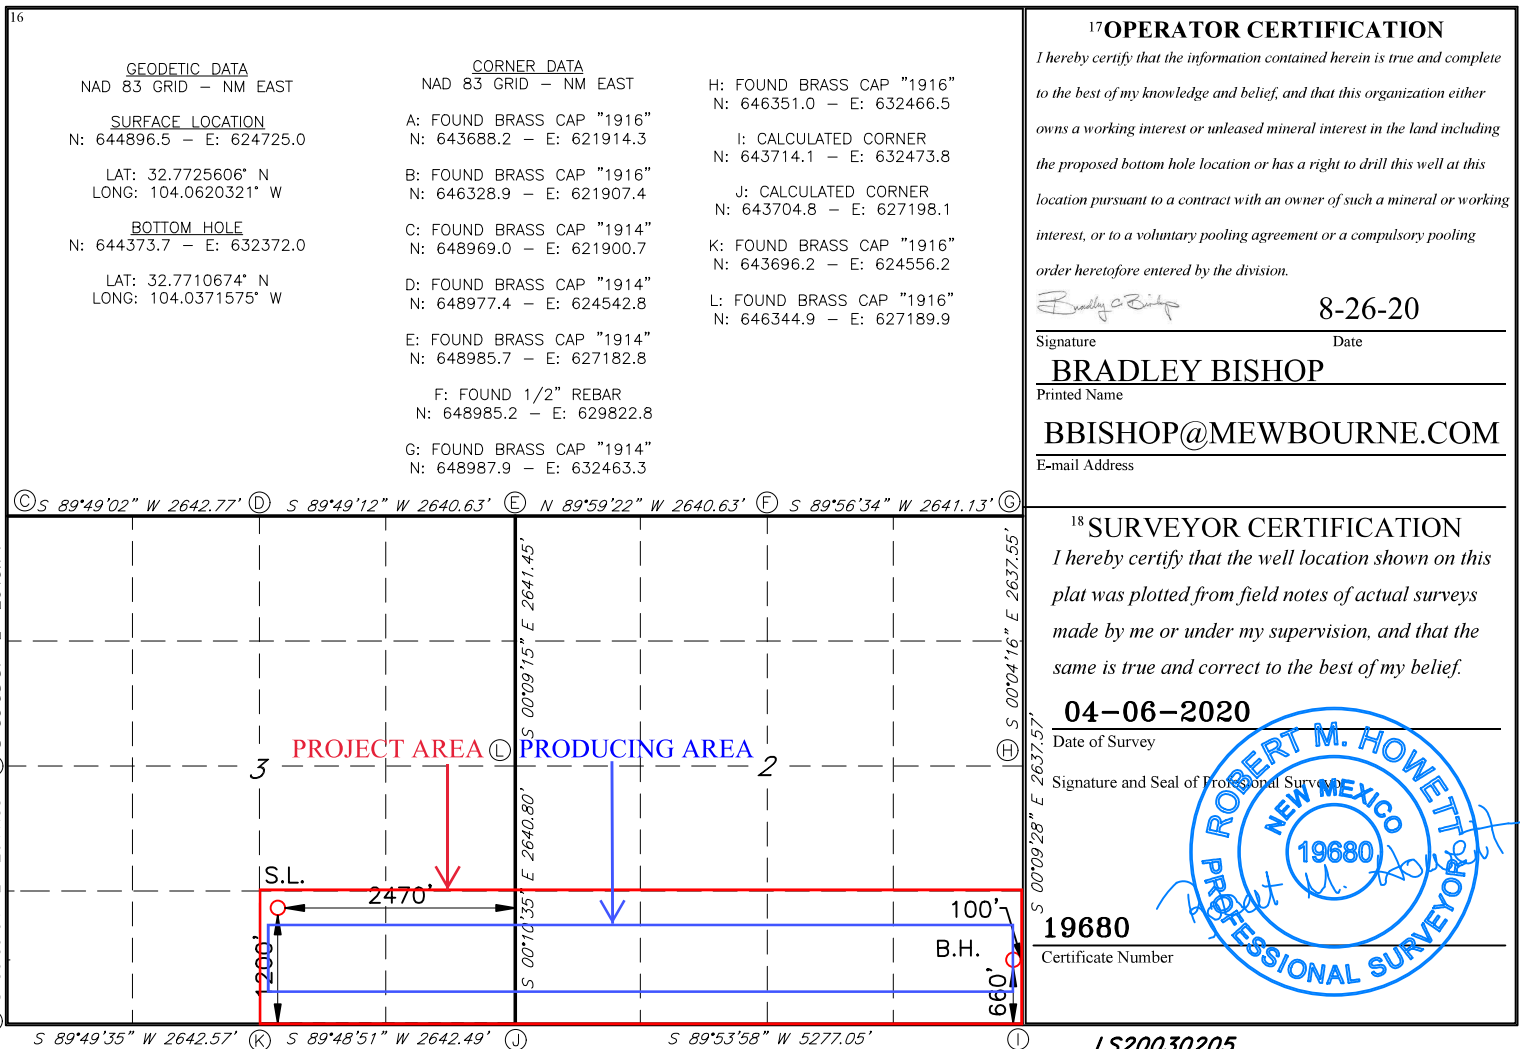 16
GEODETIC DATA
NAD 83 GRID – NM EAST
SURFACE LOCATION
N: 644896.5 – E: 624725.0
LAT: 32.7725606° N
LONG: 104.0620321° W
BOTTOM HOLE
N: 644373.7 – E: 632372.0
LAT: 32.7710674° N
LONG: 104.0371575° W
CORNER DATA
NAD 83 GRID – NM EAST
A: FOUND BRASS CAP "1916"
N: 643688.2 – E: 621914.3
B: FOUND BRASS CAP "1916"
N: 646328.9 – E: 621907.4
C: FOUND BRASS CAP "1914"
N: 648969.0 – E: 621900.7
D: FOUND BRASS CAP "1914"
N: 648977.4 – E: 624542.8
E: FOUND BRASS CAP "1914"
N: 648985.7 – E: 627182.8
F: FOUND 1/2" REBAR
N: 648985.2 – E: 629822.8
G: FOUND BRASS CAP "1914"
N: 648987.9 – E: 632463.3
H: FOUND BRASS CAP "1916"
N: 646351.0 – E: 632466.5
I: CALCULATED CORNER
N: 643714.1 – E: 632473.8
J: CALCULATED CORNER
N: 643704.8 – E: 627198.1
K: FOUND BRASS CAP "1916"
N: 643696.2 – E: 624556.2
L: FOUND BRASS CAP "1916"
N: 646344.9 – E: 627189.9
17 OPERATOR CERTIFICATION
I hereby certify that the information contained herein is true and complete
to the best of my knowledge and belief, and that this organization either
owns a working interest or unleased mineral interest in the land including
the proposed bottom hole location or has a right to drill this well at this
location pursuant to a contract with an owner of such a mineral or working
interest, or to a voluntary pooling agreement or a compulsory pooling
order heretofore entered by the division.
Bradley C Bishop
8-26-20
Signature Date
BRADLEY BISHOP
Printed Name
BBISHOP@MEWBOURNE.COM
E-mail Address
18 SURVEYOR CERTIFICATION
I hereby certify that the well location shown on this
plat was plotted from field notes of actual surveys
made by me or under my supervision, and that the
same is true and correct to the best of my belief.
04–06–2020
Date of Survey
Signature and Seal of Professional Surveyor
ROBERT M. HOWETT
NEW MEXICO
19680
PROFESSIONAL SURVEYOR
Robert M. Howett
19680
Certificate Number
LS20030205
C S 89°49'02" W 2642.77' D S 89°49'12" W 2640.63' E N 89°59'22" W 2640.63' F S 89°56'34" W 2641.13' G
S 00°09'15" E 2641.45'
S 00°04'16" E 2637.55'
PROJECT AREA L PRODUCING AREA H
3 2
S 00°10'35" E 2640.80'
S 00°09'28" E 2637.57'
S.L.
2470'
1200'
100'
B.H.
660'
S 89°49'35" W 2642.57' K S 89°48'51" W 2642.49' J S 89°53'58" W 5277.05' I